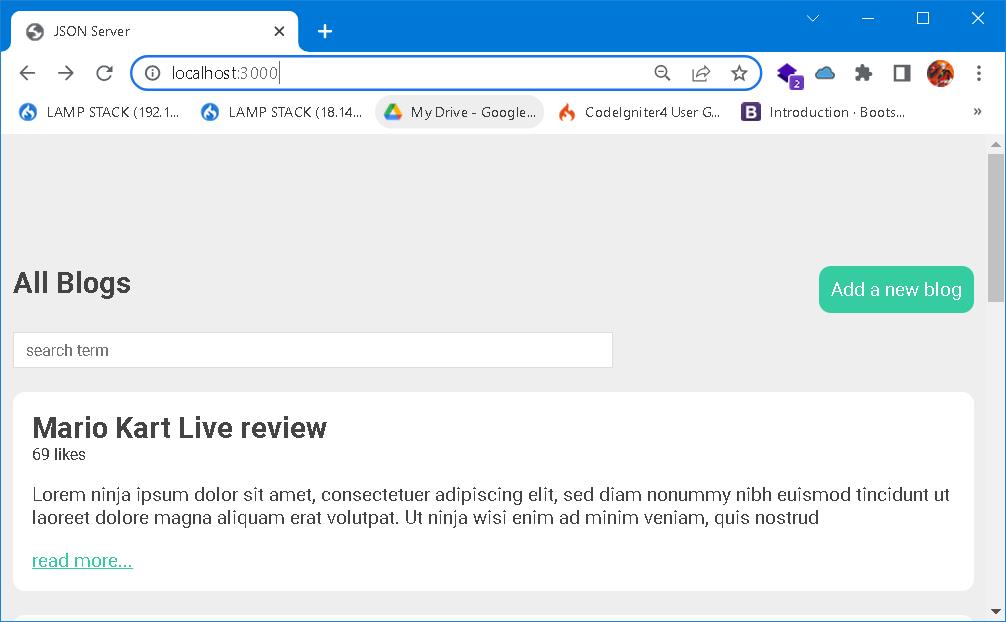 JSON Server
localhost:3000
2
LAMP STACK (192.1...
LAMP STACK (18.14...
My Drive - Google...
CodeIgniter4 User G...
B
Introduction · Boots...
»
All Blogs
Add a new blog
search term
Mario Kart Live review
69 likes
Lorem ninja ipsum dolor sit amet, consectetuer adipiscing elit, sed diam nonummy nibh euismod tincidunt ut
laoreet dolore magna aliquam erat volutpat. Ut ninja wisi enim ad minim veniam, quis nostrud
read more...